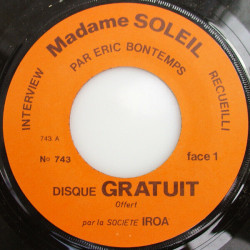 Madame SOLEIL
INTERVIEW
PAR ERIC BONTEMPS
RECUEILLI
743 A
No 743
face 1
DISQUE GRATUIT
Offert
par la SOCIETE IROA